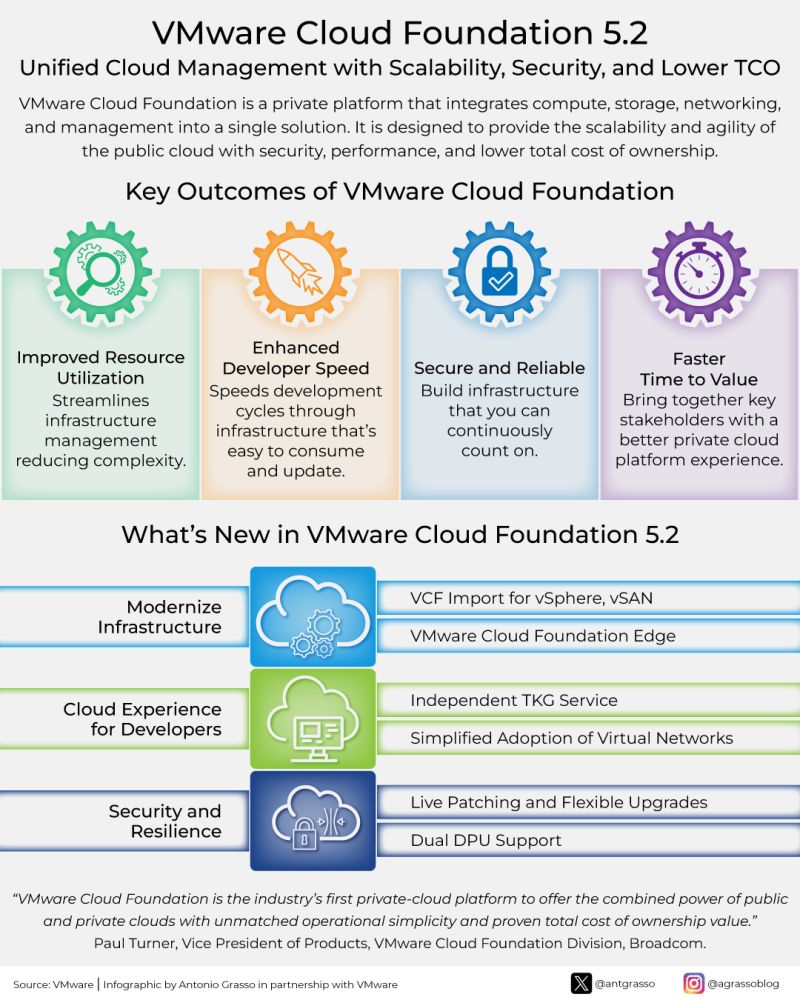 VMware Cloud Foundation 5.2
Unified Cloud Management with Scalability, Security, and Lower TCO
VMware Cloud Foundation is a private platform that integrates compute, storage, networking,
and management into a single solution. It is designed to provide the scalability and agility of
the public cloud with security, performance, and lower total cost of ownership.
Key Outcomes of VMware Cloud Foundation
Improved Resource
Utilization
Streamlines
infrastructure
management
reducing complexity.
Enhanced
Developer Speed
Speeds development
cycles through
infrastructure that's
easy to consume
and update.
Secure and Reliable
Build infrastructure
that you can
continuously
count on.
Faster
Time to Value
Bring together key
stakeholders with a
better private cloud
platform experience.
What's New in VMware Cloud Foundation 5.2
Modernize
Infrastructure
VCF Import for vSphere, vSAN
VMware Cloud Foundation Edge
Cloud Experience
for Developers
Independent TKG Service
Simplified Adoption of Virtual Networks
Security and
Resilience
Live Patching and Flexible Upgrades
Dual DPU Support
“VMware Cloud Foundation is the industry's first private-cloud platform to offer the combined power of public
and private clouds with unmatched operational simplicity and proven total cost of ownership value.”
Paul Turner, Vice President of Products, VMware Cloud Foundation Division, Broadcom.
Source: VMware | Infographic by Antonio Grasso in partnership with VMware
@antgrasso
@agrassoblog